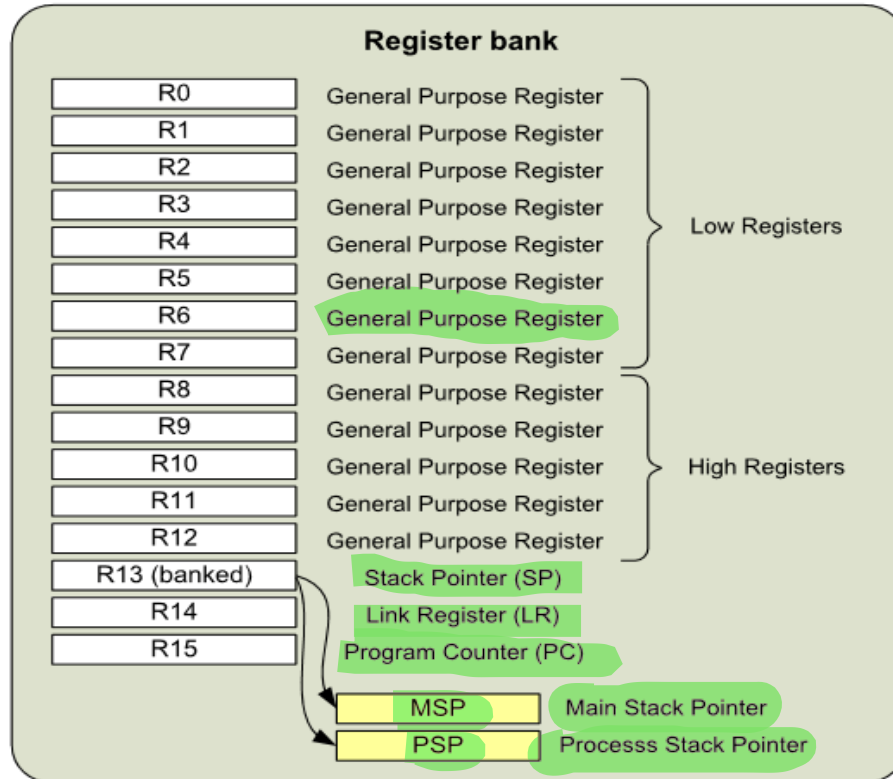 Register bank
R0 General Purpose Register
R1 General Purpose Register
R2 General Purpose Register
R3 General Purpose Register
Low Registers
R4 General Purpose Register
R5 General Purpose Register
R6 General Purpose Register
R7 General Purpose Register
R8 General Purpose Register
R9 General Purpose Register
R10 General Purpose Register
High Registers
R11 General Purpose Register
R12 General Purpose Register
R13 (banked) Stack Pointer (SP)
R14 Link Register (LR)
R15 Program Counter (PC)
MSP Main Stack Pointer
PSP Processs Stack Pointer